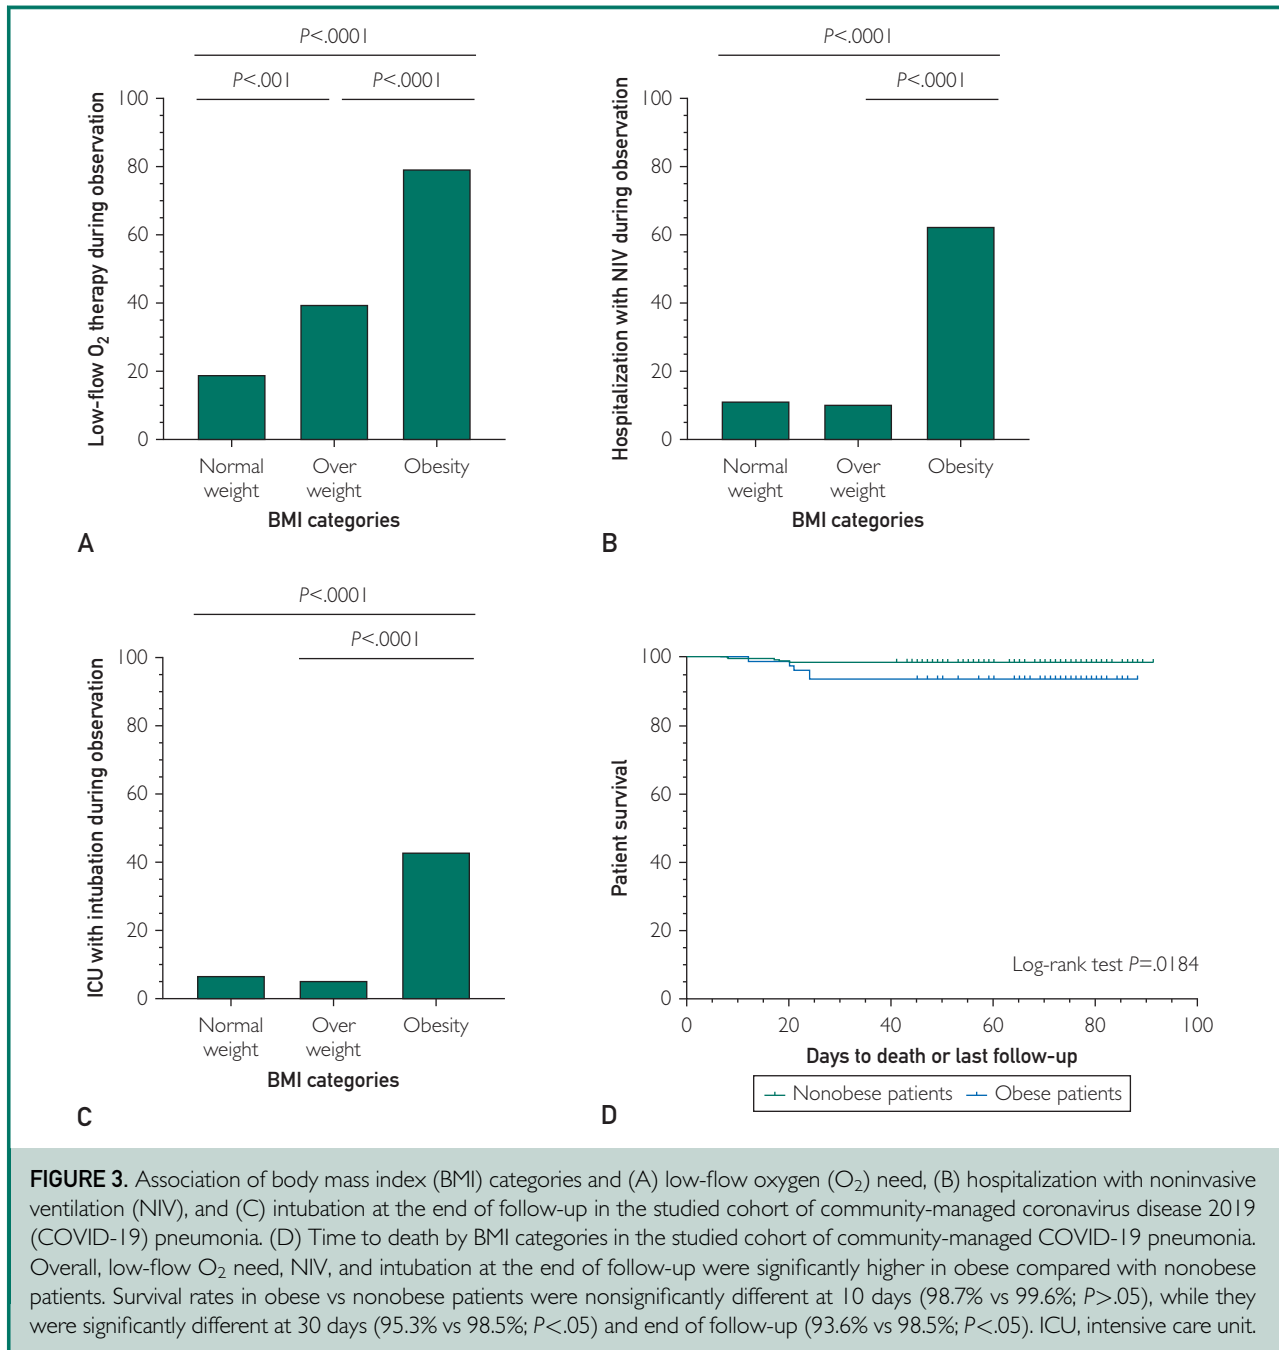 P<.0001
P<.001
P<.0001
Low-flow O2 therapy during observation
100
80
60
40
20
0
Normal weight
Over weight
Obesity
BMI categories
A
P<.0001
P<.0001
Hospitalization with NIV during observation
100
80
60
40
20
0
Normal weight
Over weight
Obesity
BMI categories
B
P<.0001
P<.0001
ICU with intubation during observation
100
80
60
40
20
0
Normal weight
Over weight
Obesity
BMI categories
C
Patient survival
100
80
60
40
20
0
Log-rank test P=.0184
0 20 40 60 80 100
Days to death or last follow-up
Nonobese patients Obese patients
D
FIGURE 3. Association of body mass index (BMI) categories and (A) low-flow oxygen (O2) need, (B) hospitalization with noninvasive
ventilation (NIV), and (C) intubation at the end of follow-up in the studied cohort of community-managed coronavirus disease 2019
(COVID-19) pneumonia. (D) Time to death by BMI categories in the studied cohort of community-managed COVID-19 pneumonia.
Overall, low-flow O2 need, NIV, and intubation at the end of follow-up were significantly higher in obese compared with nonobese
patients. Survival rates in obese vs nonobese patients were nonsignificantly different at 10 days (98.7% vs 99.6%; P>.05), while they
were significantly different at 30 days (95.3% vs 98.5%; P<.05) and end of follow-up (93.6% vs 98.5%; P<.05). ICU, intensive care unit.